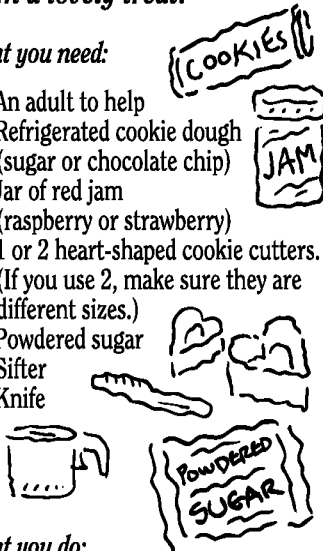 a lovely treat!
at you need:
COOKIES
An adult to help
Refrigerated cookie dough
(sugar or chocolate chip)
JAM
Jar of red jam
(raspberry or strawberry)
1 or 2 heart-shaped cookie cutters.
(If you use 2, make sure they are
different sizes.)
Powdered sugar
Sifter
Knife
POWDERED
SUGAR
at you do: